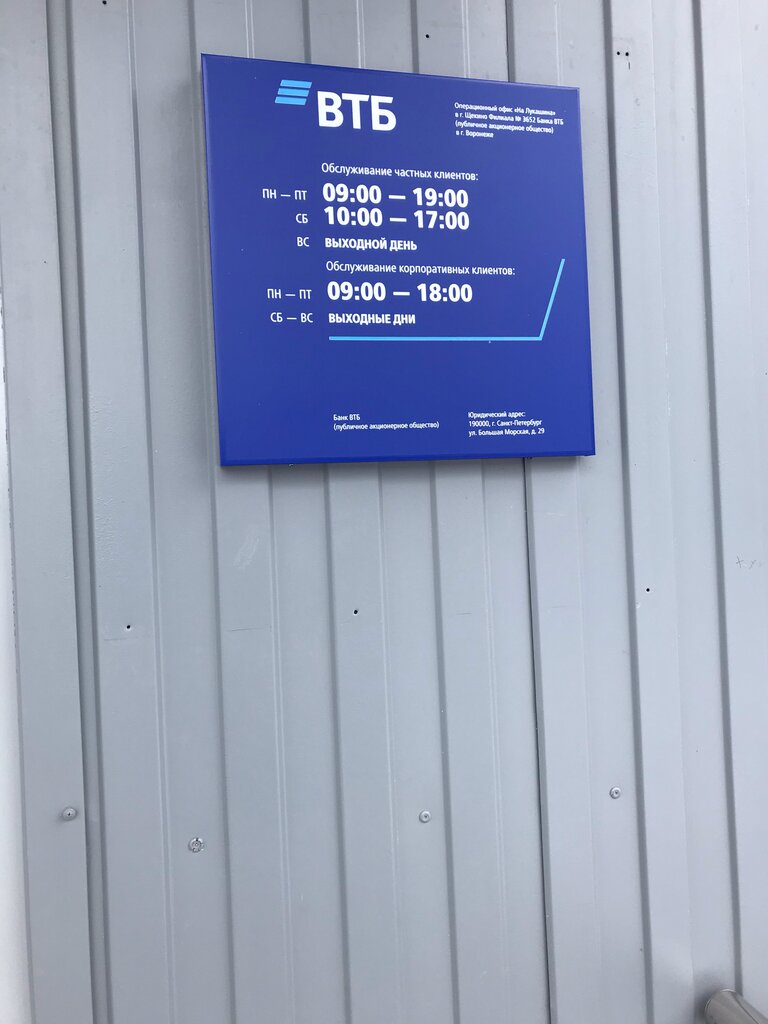 ВТБ
Операционный офис «На Лукашина»
в г. Щекино Филиала № 3652 Банка ВТБ
(публичное акционерное общество)
в г. Воронеже
Обслуживание частных клиентов:
ПН — ПТ 09:00 — 19:00
СБ 10:00 — 17:00
ВС ВЫХОДНОЙ ДЕНЬ
Обслуживание корпоративных клиентов:
ПН — ПТ 09:00 — 18:00
СБ — ВС ВЫХОДНЫЕ ДНИ
Банк ВТБ
(публичное акционерное общество)
Юридический адрес:
190000, г. Санкт-Петербург
ул. Большая Морская, д. 29